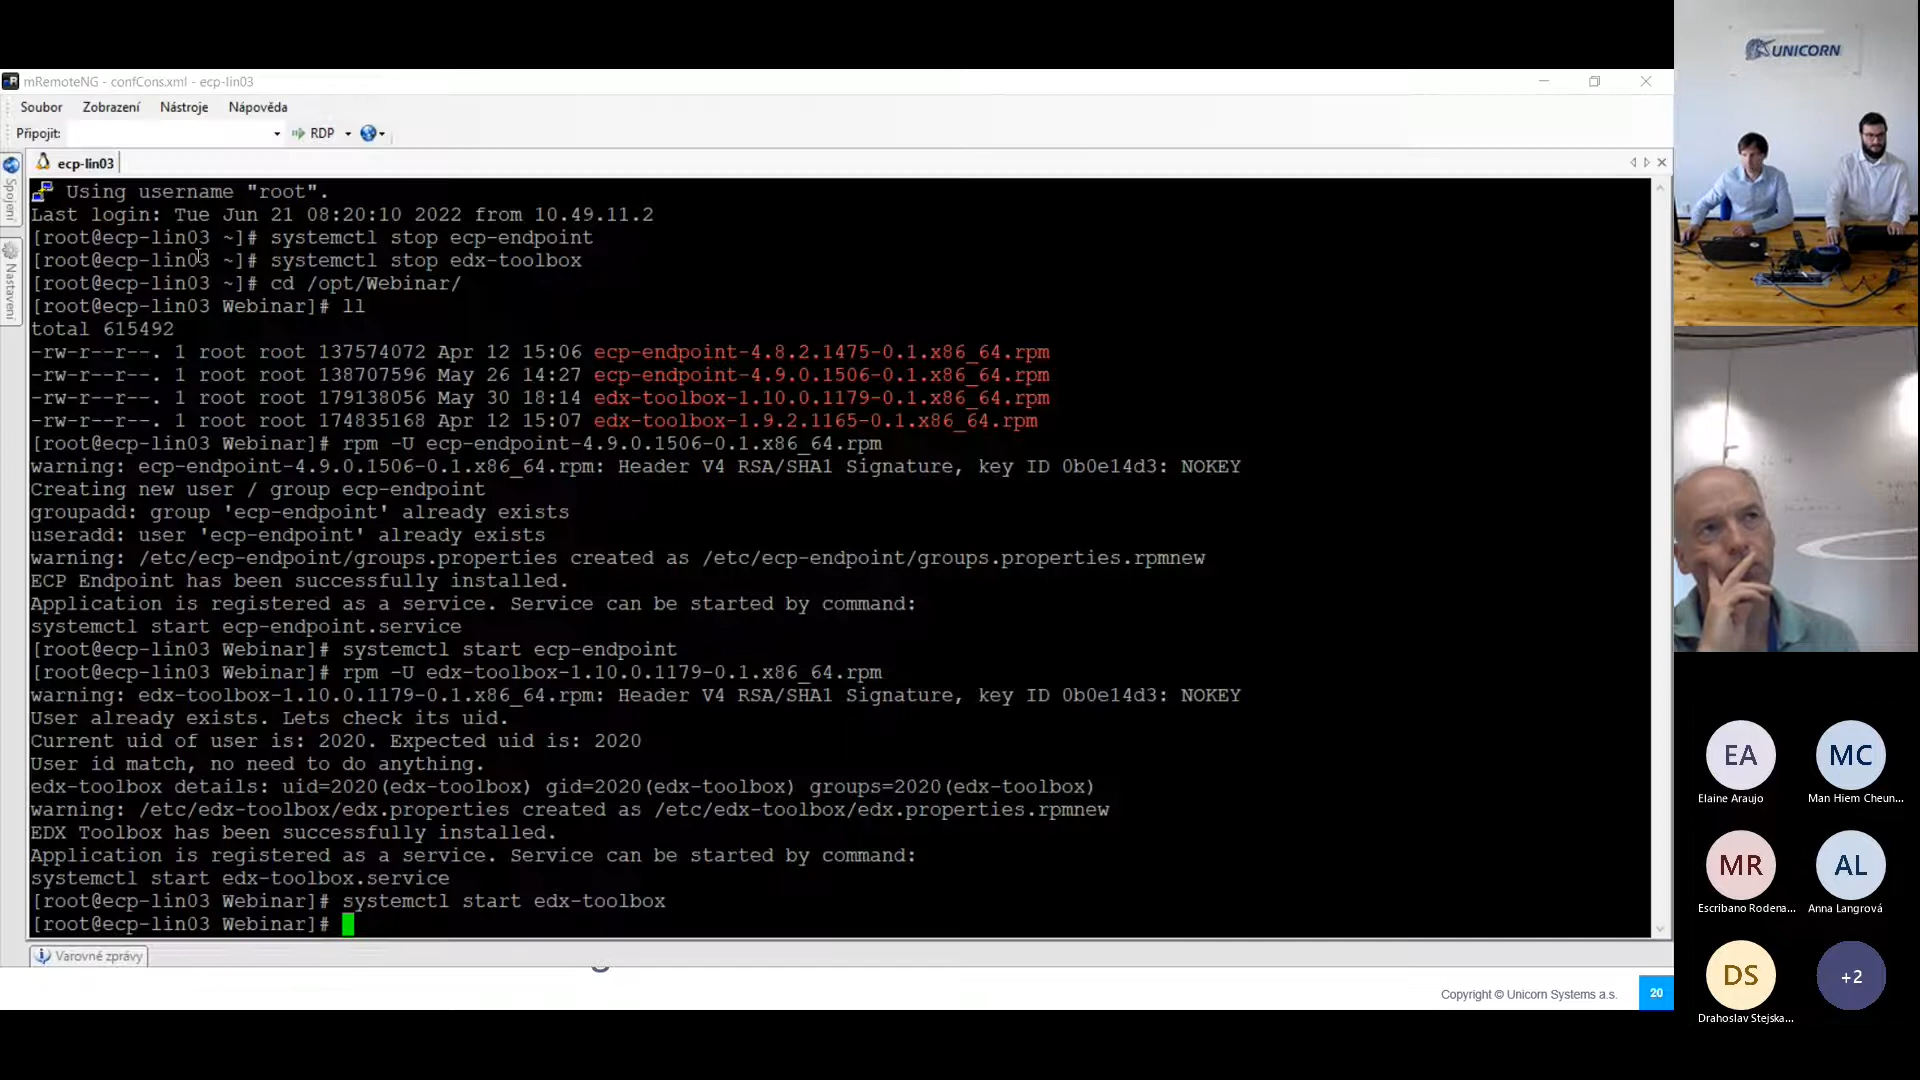 mRemoteNG - confCons.xml - ecp-lin03
Soubor Zobrazení Nástroje Nápověda
Připojit: RDP
ecp-lin03
Spojení
Nastavení
Using username "root".
Last login: Tue Jun 21 08:20:10 2022 from 10.49.11.2
[root@ecp-lin03 ~]# systemctl stop ecp-endpoint
[root@ecp-lin03 ~]# systemctl stop edx-toolbox
[root@ecp-lin03 ~]# cd /opt/Webinar/
[root@ecp-lin03 Webinar]# ll
total 615492
-rw-r--r--. 1 root root 137574072 Apr 12 15:06 ecp-endpoint-4.8.2.1475-0.1.x86_64.rpm
-rw-r--r--. 1 root root 138707596 May 26 14:27 ecp-endpoint-4.9.0.1506-0.1.x86_64.rpm
-rw-r--r--. 1 root root 179138056 May 30 18:14 edx-toolbox-1.10.0.1179-0.1.x86_64.rpm
-rw-r--r--. 1 root root 174835168 Apr 12 15:07 edx-toolbox-1.9.2.1165-0.1.x86_64.rpm
[root@ecp-lin03 Webinar]# rpm -U ecp-endpoint-4.9.0.1506-0.1.x86_64.rpm
warning: ecp-endpoint-4.9.0.1506-0.1.x86_64.rpm: Header V4 RSA/SHA1 Signature, key ID 0b0e14d3: NOKEY
Creating new user / group ecp-endpoint
groupadd: group 'ecp-endpoint' already exists
useradd: user 'ecp-endpoint' already exists
warning: /etc/ecp-endpoint/groups.properties created as /etc/ecp-endpoint/groups.properties.rpmnew
ECP Endpoint has been successfully installed.
Application is registered as a service. Service can be started by command:
systemctl start ecp-endpoint.service
[root@ecp-lin03 Webinar]# systemctl start ecp-endpoint
[root@ecp-lin03 Webinar]# rpm -U edx-toolbox-1.10.0.1179-0.1.x86_64.rpm
warning: edx-toolbox-1.10.0.1179-0.1.x86_64.rpm: Header V4 RSA/SHA1 Signature, key ID 0b0e14d3: NOKEY
User already exists. Lets check its uid.
Current uid of user is: 2020. Expected uid is: 2020
User id match, no need to do anything.
edx-toolbox details: uid=2020(edx-toolbox) gid=2020(edx-toolbox) groups=2020(edx-toolbox)
warning: /etc/edx-toolbox/edx.properties created as /etc/edx-toolbox/edx.properties.rpmnew
EDX Toolbox has been successfully installed.
Application is registered as a service. Service can be started by command:
systemctl start edx-toolbox.service
[root@ecp-lin03 Webinar]# systemctl start edx-toolbox
[root@ecp-lin03 Webinar]#
Varovné zprávy
Copyright © Unicorn Systems a.s. 20
UNICORN
EA MC
Elaine Araujo Man Hiem Cheun...
MR AL
Escribano Rodena... Anna Langrová
DS +2
Drahoslav Stejska...